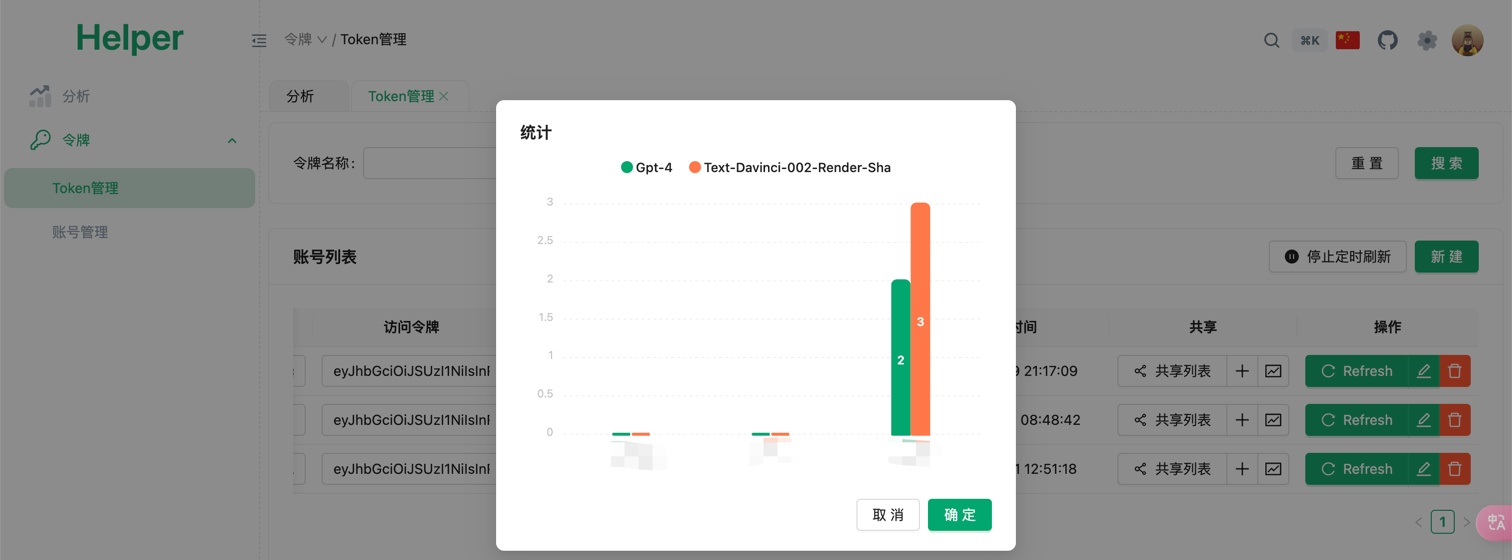 Helper
令牌 / Token管理
⌘K
分析
令牌
Token管理
账号管理
分析
Token管理
令牌名称:
重 置
搜 索
账号列表
停止定时刷新
新 建
访问令牌
时间
共享
操作
eyJhbGciOiJSUzI1NiIsInR
21:17:09
共享列表
Refresh
eyJhbGciOiJSUzI1NiIsInR
08:48:42
共享列表
Refresh
eyJhbGciOiJSUzI1NiIsInR
12:51:18
共享列表
Refresh
1
统计
Gpt-4
Text-Davinci-002-Render-Sha
3
2.5
2
1.5
1
0.5
0
2
3
取 消
确 定
中
A